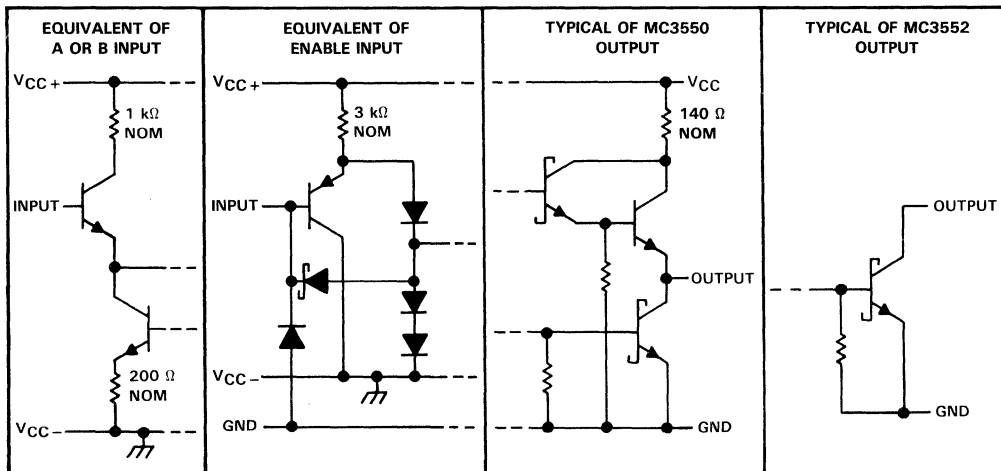 EQUIVALENT OF
A OR B INPUT
VCC+
1 kΩ
NOM
INPUT
200 Ω
NOM
VCC−
EQUIVALENT OF
ENABLE INPUT
VCC+
3 kΩ
NOM
INPUT
VCC−
GND
TYPICAL OF MC3550
OUTPUT
VCC
140 Ω
NOM
OUTPUT
GND
TYPICAL OF MC3552
OUTPUT
OUTPUT
GND